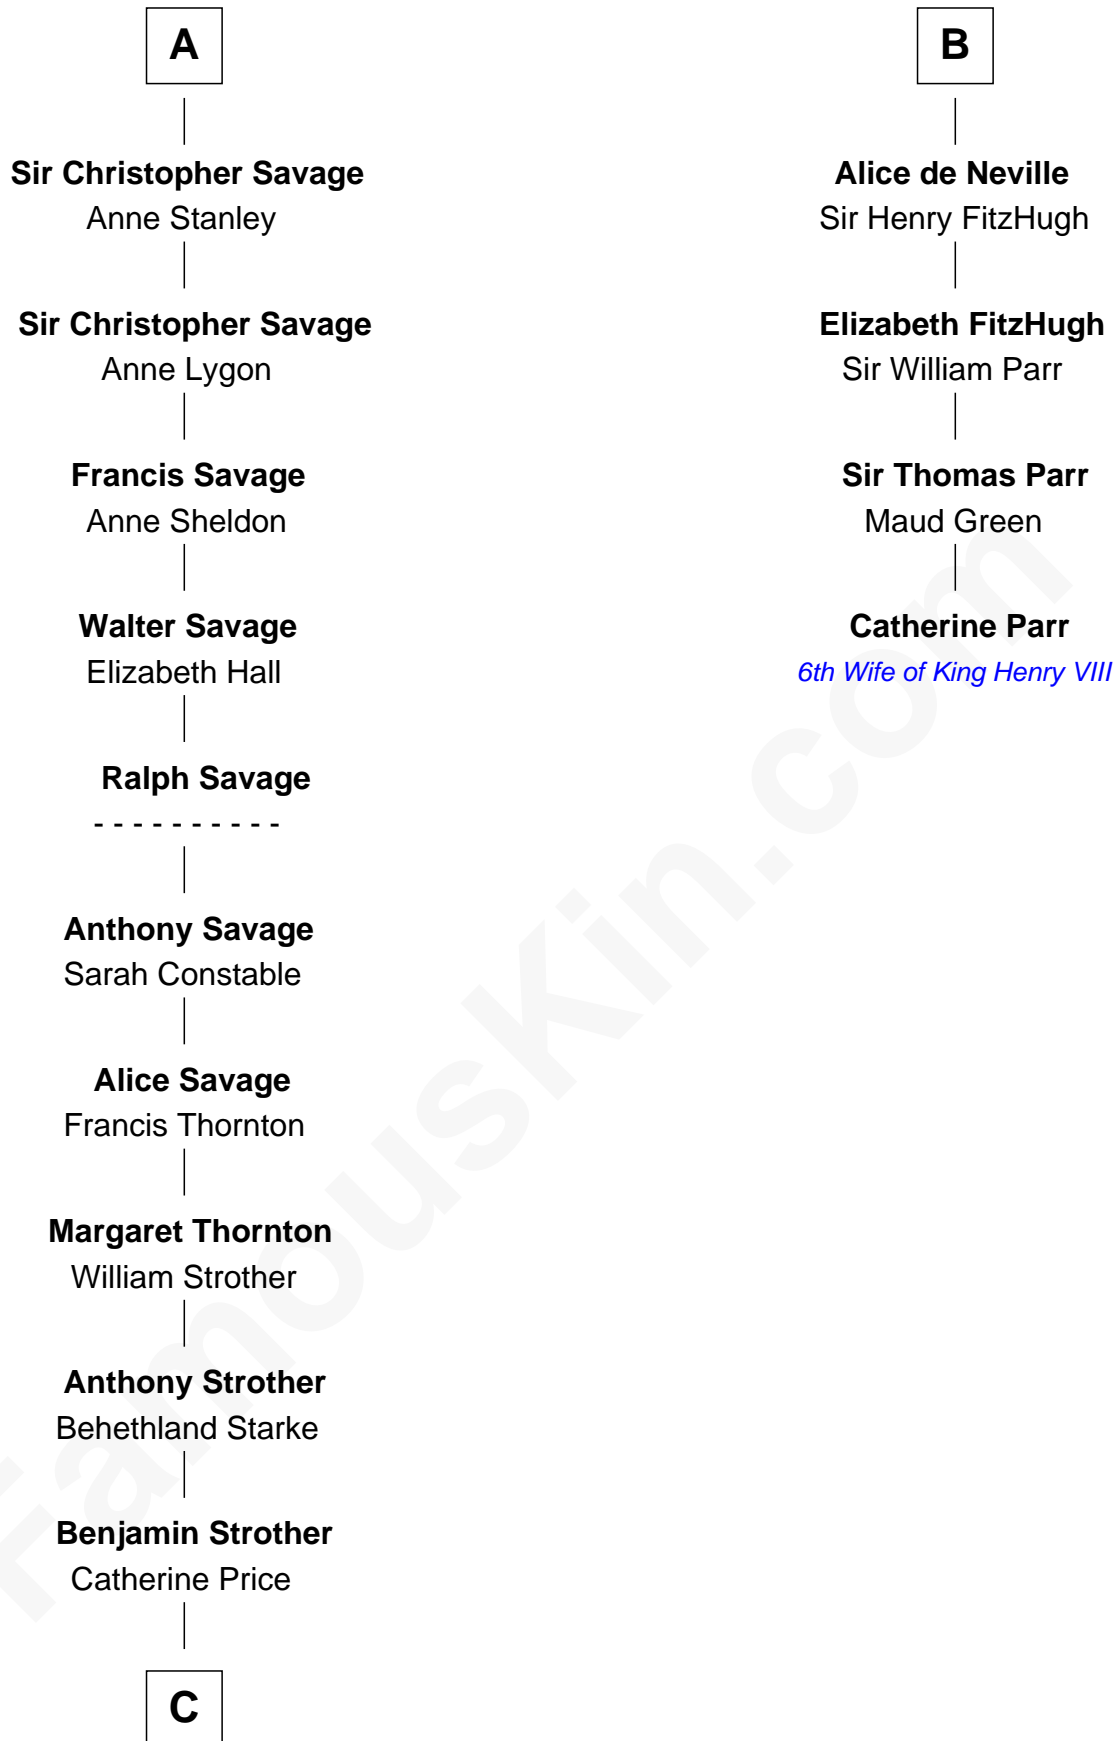 A
Sir Christopher Savage
Anne Stanley
Sir Christopher Savage
Anne Lygon
Francis Savage
Anne Sheldon
Walter Savage
Elizabeth Hall
Ralph Savage
- - - - - - - - - -
Anthony Savage
Sarah Constable
Alice Savage
Francis Thornton
Margaret Thornton
William Strother
Anthony Strother
Behethland Starke
Benjamin Strother
Catherine Price
C
B
Alice de Neville
Sir Henry FitzHugh
Elizabeth FitzHugh
Sir William Parr
Sir Thomas Parr
Maud Green
Catherine Parr
6th Wife of King Henry VIII
FamousKin.com